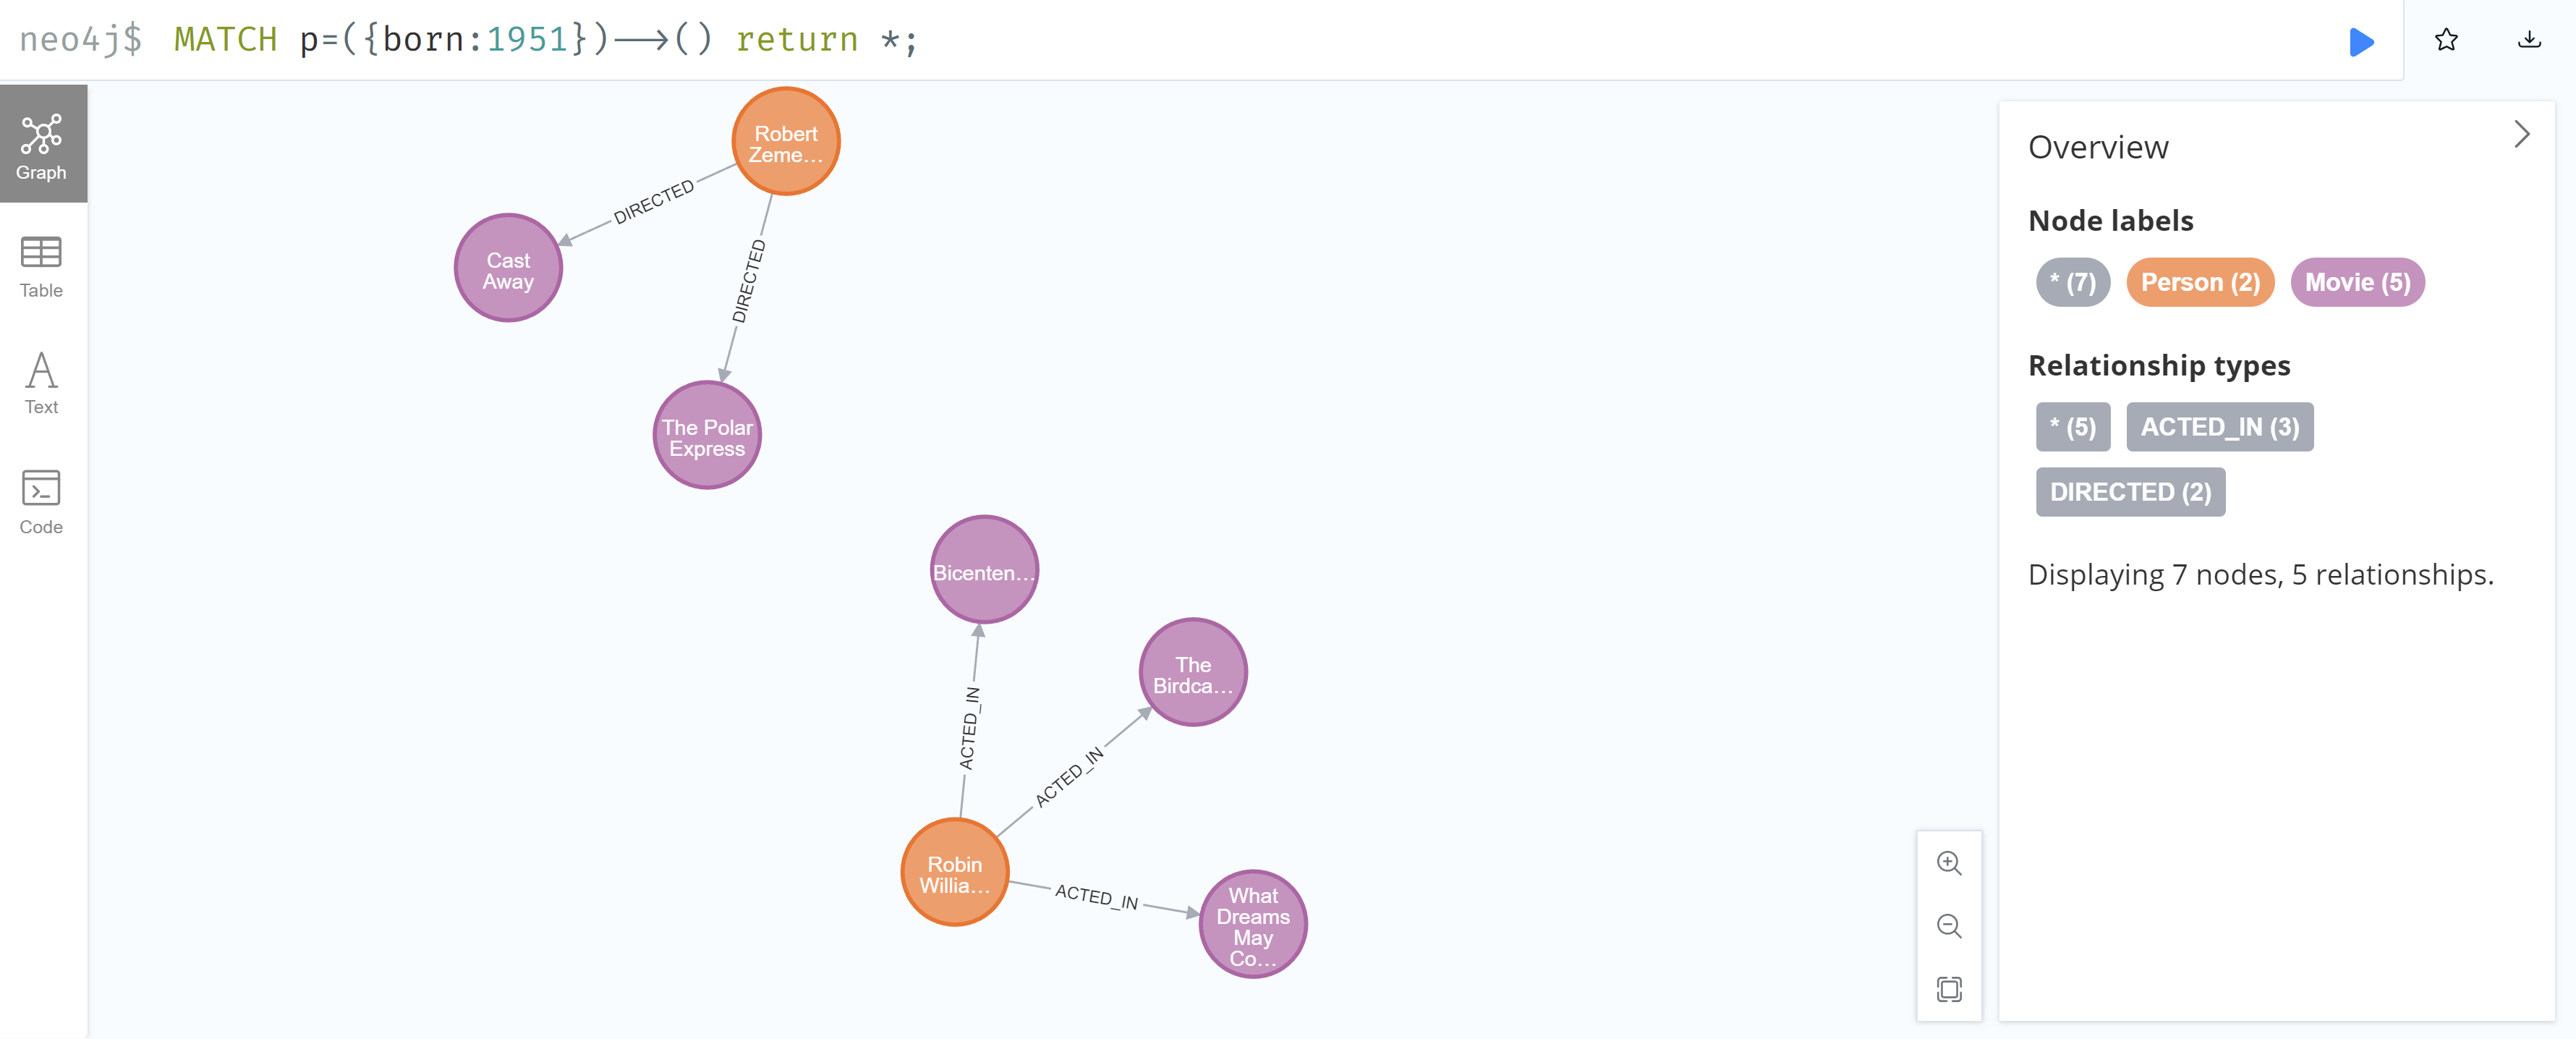 neo4j$ MATCH p=({born:1951})-->() return *;
Graph
Table
Text
Code
Robert
Zeme...
DIRECTED
DIRECTED
Cast
Away
The Polar
Express
Bicenten...
The
Birdca...
ACTED_IN
ACTED_IN
ACTED_IN
Robin
Willia...
What
Dreams
May
Co...
Overview
Node labels
* (7) Person (2) Movie (5)
Relationship types
* (5) ACTED_IN (3)
DIRECTED (2)
Displaying 7 nodes, 5 relationships.